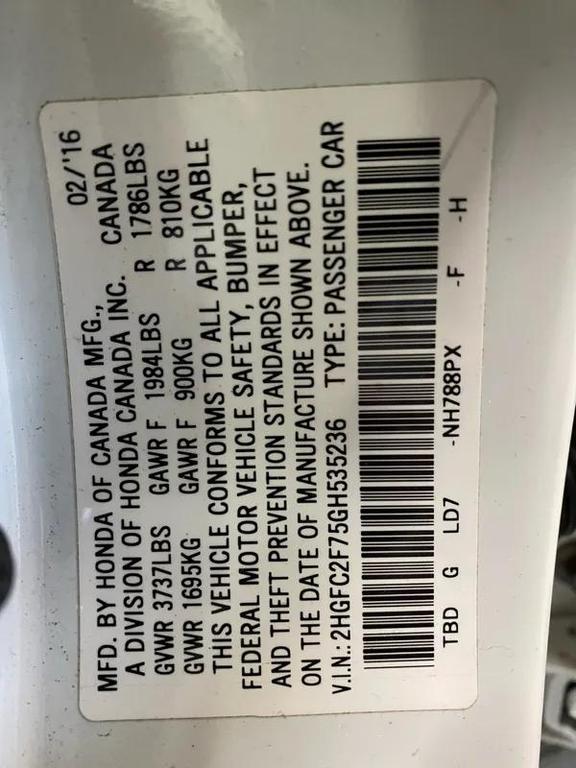 MFD. BY HONDA OF CANADA MFG., 02/'16
A DIVISION OF HONDA CANADA INC. CANADA
GVWR 3737LBS GAWR F 1984LBS R 1786LBS
GVWR 1695KG GAWR F 900KG R 810KG
THIS VEHICLE CONFORMS TO ALL APPLICABLE
FEDERAL MOTOR VEHICLE SAFETY, BUMPER,
AND THEFT PREVENTION STANDARDS IN EFFECT
ON THE DATE OF MANUFACTURE SHOWN ABOVE.
V.I.N.: 2HGFC2F75GH535236 TYPE: PASSENGER CAR
TBD G LD7 -NH788PX -F -H